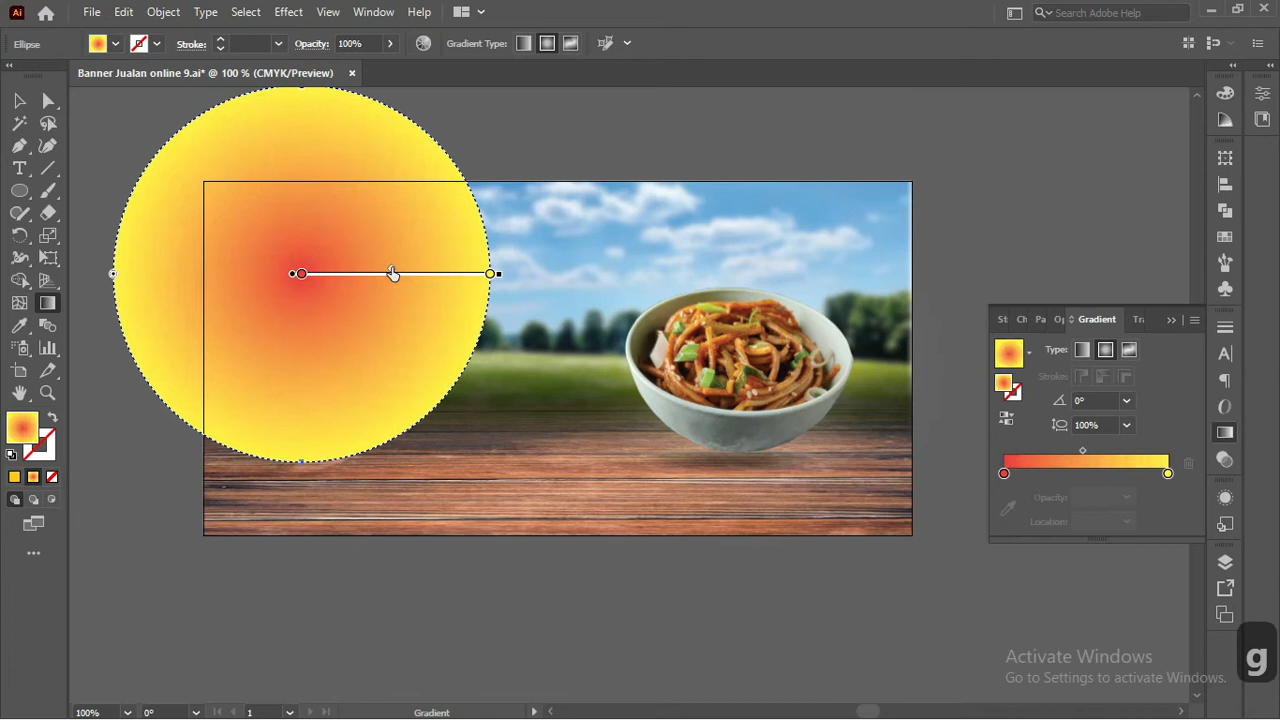 Ai File Edit Object Type Select Effect View Window Help Search Adobe Help
Ellipse Stroke: Opacity: 100% Gradient Type:
Banner Jualan online 9.ai* @ 100 % (CMYK/Preview) ×
St Ch Pa Op Gradient Tra
Type:
Strokes:
0°
100%
Opacity:
Location:
Activate Windows
Go to Settings to activate Windows.
g
100% 0° 1 Gradient